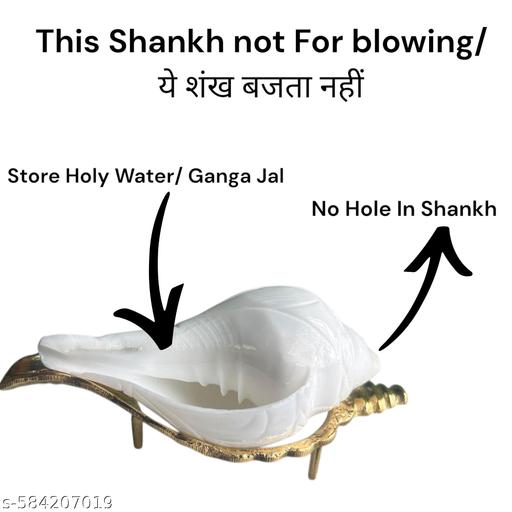 This Shankh not For blowing/
ये शंख बजता नहीं
Store Holy Water/ Ganga Jal
No Hole In Shankh
s-584207019